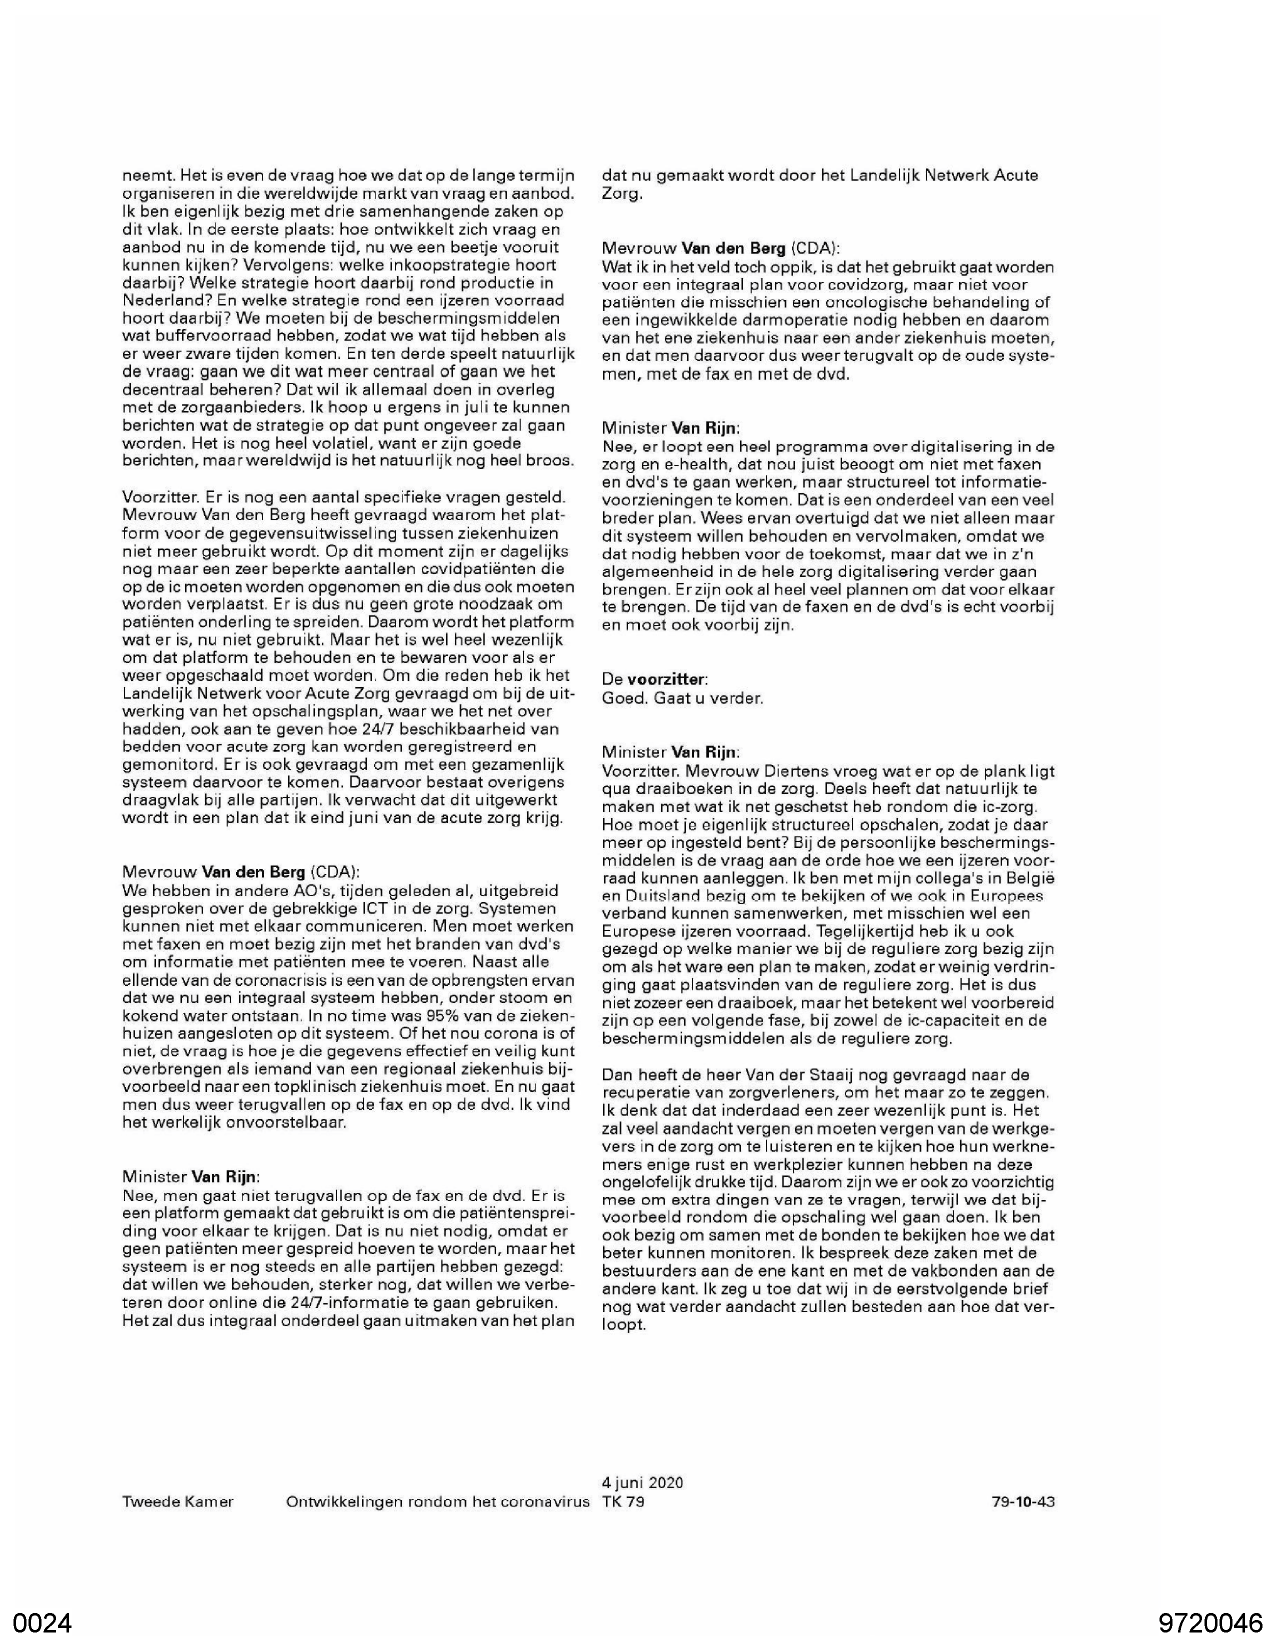 neemt. Het is even de vraag hoe we dat op de lange termijn
organiseren in die wereldwijde markt van vraag en aanbod.
Ik ben eigenlijk bezig met drie samenhangende zaken op
dit vlak. In de eerste plaats: hoe ontwikkelt zich vraag en
aanbod nu in de komende tijd, nu we een beetje vooruit
kunnen kijken? Vervolgens: welke inkoopstrategie hoort
daarbij? Welke strategie hoort daarbij rond productie in
Nederland? En welke strategie rond een ijzeren voorraad
hoort daarbij? We moeten bij de beschermingsmiddelen
wat buffervoorraad hebben, zodat we wat tijd hebben als
er weer zware tijden komen. En ten derde speelt natuurlijk
de vraag: gaan we dit wat meer centraal of gaan we het
decentraal beheren? Dat wil ik allemaal doen in overleg
met de zorgaanbieders. Ik hoop u ergens in juli te kunnen
berichten wat de strategie op dat punt ongeveer zal gaan
worden. Het is nog heel volatiel, want er zijn goede
berichten, maar wereldwijd is het natuurlijk nog heel broos.
Voorzitter. Er is nog een aantal specifieke vragen gesteld.
Mevrouw Van den Berg heeft gevraagd waarom het plat-
form voor de gegevensuitwisseling tussen ziekenhuizen
niet meer gebruikt wordt. Op dit moment zijn er dagelijks
nog maar een zeer beperkte aantallen covidpatiënten die
op de ic moeten worden opgenomen en die dus ook moeten
worden verplaatst. Er is dus nu geen grote noodzaak om
patiënten onderling te spreiden. Daarom wordt het platform
wat er is, nu niet gebruikt. Maar het is wel heel wezenlijk
om dat platform te behouden en te bewaren voor als er
weer opgeschaald moet worden. Om die reden heb ik het
Landelijk Netwerk voor Acute Zorg gevraagd om bij de uit-
werking van het opschalingsplan, waar we het net over
hadden, ook aan te geven hoe 24/7 beschikbaarheid van
bedden voor acute zorg kan worden geregistreerd en
gemonitord. Er is ook gevraagd om met een gezamenlijk
systeem daarvoor te komen. Daarvoor bestaat overigens
draagvlak bij alle partijen. Ik verwacht dat dit uitgewerkt
wordt in een plan dat ik eind juni van de acute zorg krijg.
Mevrouw Van den Berg (CDA):
We hebben in andere AO's, tijden geleden al, uitgebreid
gesproken over de gebrekkige ICT in de zorg. Systemen
kunnen niet met elkaar communiceren. Men moet werken
met faxen en moet bezig zijn met het branden van dvd's
om informatie met patiënten mee te voeren. Naast alle
ellende van de coronacrisis is een van de opbrengsten ervan
dat we nu een integraal systeem hebben, onder stoom en
kokend water ontstaan. In no time was 95% van de zieken-
huizen aangesloten op dit systeem. Of het nou corona is of
niet, de vraag is hoe je die gegevens effectief en veilig kunt
overbrengen als iemand van een regionaal ziekenhuis bij-
voorbeeld naar een topklinisch ziekenhuis moet. En nu gaat
men dus weer terugvallen op de fax en op de dvd. Ik vind
het werkelijk onvoorstelbaar.
Minister Van Rijn:
Nee, men gaat niet terugvallen op de fax en de dvd. Er is
een platform gemaakt dat gebruikt is om die patiëntensprei-
ding voor elkaar te krijgen. Dat is nu niet nodig, omdat er
geen patiënten meer gespreid hoeven te worden, maar het
systeem is er nog steeds en alle partijen hebben gezegd:
dat willen we behouden, sterker nog, dat willen we verbe-
teren door online die 24/7-informatie te gaan gebruiken.
Het zal dus integraal onderdeel gaan uitmaken van het plan
dat nu gemaakt wordt door het Landelijk Netwerk Acute
Zorg.
Mevrouw Van den Berg (CDA):
Wat ik in het veld toch oppik, is dat het gebruikt gaat worden
voor een integraal plan voor covidzorg, maar niet voor
patiënten die misschien een oncologische behandeling of
een ingewikkelde darmoperatie nodig hebben en daarom
van het ene ziekenhuis naar een ander ziekenhuis moeten,
en dat men daarvoor dus weer terugvalt op de oude syste-
men, met de fax en met de dvd.
Minister Van Rijn:
Nee, er loopt een heel programma over digitalisering in de
zorg en e-health, dat nou juist beoogt om niet met faxen
en dvd's te gaan werken, maar structureel tot informatie-
voorzieningen te komen. Dat is een onderdeel van een veel
breder plan. Wees ervan overtuigd dat we niet alleen maar
dit systeem willen behouden en vervolmaken, omdat we
dat nodig hebben voor de toekomst, maar dat we in z'n
algemeenheid in de hele zorg digitalisering verder gaan
brengen. Er zijn ook al heel veel plannen om dat voor elkaar
te brengen. De tijd van de faxen en de dvd's is echt voorbij
en moet ook voorbij zijn.
De voorzitter:
Goed. Gaat u verder.
Minister Van Rijn:
Voorzitter. Mevrouw Diertens vroeg wat er op de plank ligt
qua draaiboeken in de zorg. Deels heeft dat natuurlijk te
maken met wat ik net geschetst heb rondom die ic-zorg.
Hoe moet je eigenlijk structureel opschalen, zodat je daar
meer op ingesteld bent? Bij de persoonlijke beschermings-
middelen is de vraag aan de orde hoe we een ijzeren voor-
raad kunnen aanleggen. Ik ben met mijn collega's in België
en Duitsland bezig om te bekijken of we ook in Europees
verband kunnen samenwerken, met misschien wel een
Europese ijzeren voorraad. Tegelijkertijd heb ik u ook
gezegd op welke manier we bij de reguliere zorg bezig zijn
om als het ware een plan te maken, zodat er weinig verdrin-
ging gaat plaatsvinden van de reguliere zorg. Het is dus
niet zozeer een draaiboek, maar het betekent wel voorbereid
zijn op een volgende fase, bij zowel de ic-capaciteit en de
beschermingsmiddelen als de reguliere zorg.
Dan heeft de heer Van der Staaij nog gevraagd naar de
recuperatie van zorgverleners, om het maar zo te zeggen.
Ik denk dat dat inderdaad een zeer wezenlijk punt is. Het
zal veel aandacht vergen en moeten vergen van de werkge-
vers in de zorg om te luisteren en te kijken hoe hun werkne-
mers enige rust en werkplezier kunnen hebben na deze
ongelofelijk drukke tijd. Daarom zijn we er ook zo voorzichtig
mee om extra dingen van ze te vragen, terwijl we dat bij-
voorbeeld rondom die opschaling wel gaan doen. Ik ben
ook bezig om samen met de bonden te bekijken hoe we dat
beter kunnen monitoren. Ik bespreek deze zaken met de
bestuurders aan de ene kant en met de vakbonden aan de
andere kant. Ik zeg u toe dat wij in de eerstvolgende brief
nog wat verder aandacht zullen besteden aan hoe dat ver-
loopt.
4 juni 2020
Tweede Kamer Ontwikkelingen rondom het coronavirus TK 79 79-10-43
0024 9720046